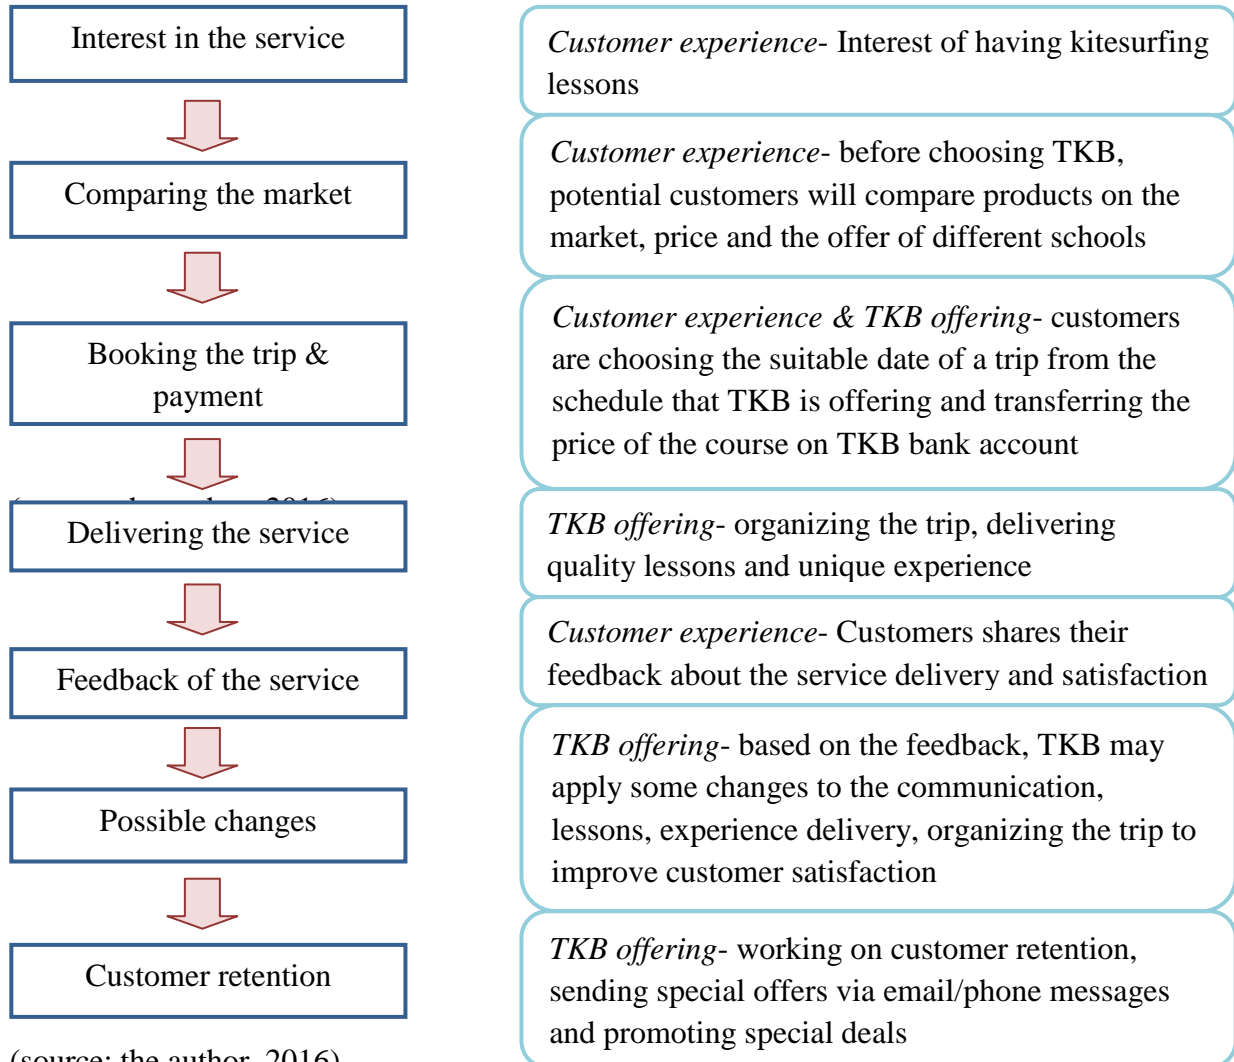 Interest in the service
Customer experience- Interest of having kitesurfing
lessons
Comparing the market
Customer experience- before choosing TKB,
potential customers will compare products on the
market, price and the offer of different schools
Booking the trip &
payment
Customer experience & TKB offering- customers
are choosing the suitable date of a trip from the
schedule that TKB is offering and transferring the
price of the course on TKB bank account
Delivering the service
TKB offering- organizing the trip, delivering
quality lessons and unique experience
Feedback of the service
Customer experience- Customers shares their
feedback about the service delivery and satisfaction
Possible changes
TKB offering- based on the feedback, TKB may
apply some changes to the communication,
lessons, experience delivery, organizing the trip to
improve customer satisfaction
Customer retention
TKB offering- working on customer retention,
sending special offers via email/phone messages
and promoting special deals
(source: the author, 2016)